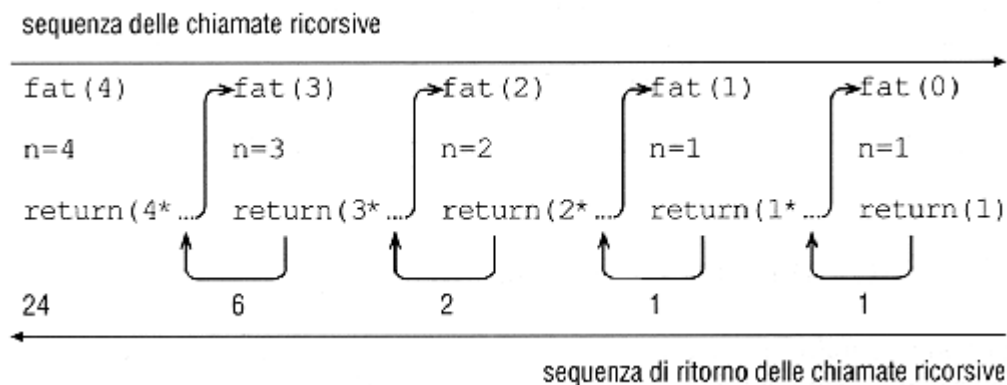 sequenza delle chiamate ricorsive
fat(4) fat(3) fat(2) fat(1) fat(0)
n=4 n=3 n=2 n=1 n=1
return(4*... return(3*... return(2*... return(1*... return(1)
24 6 2 1 1
sequenza di ritorno delle chiamate ricorsive